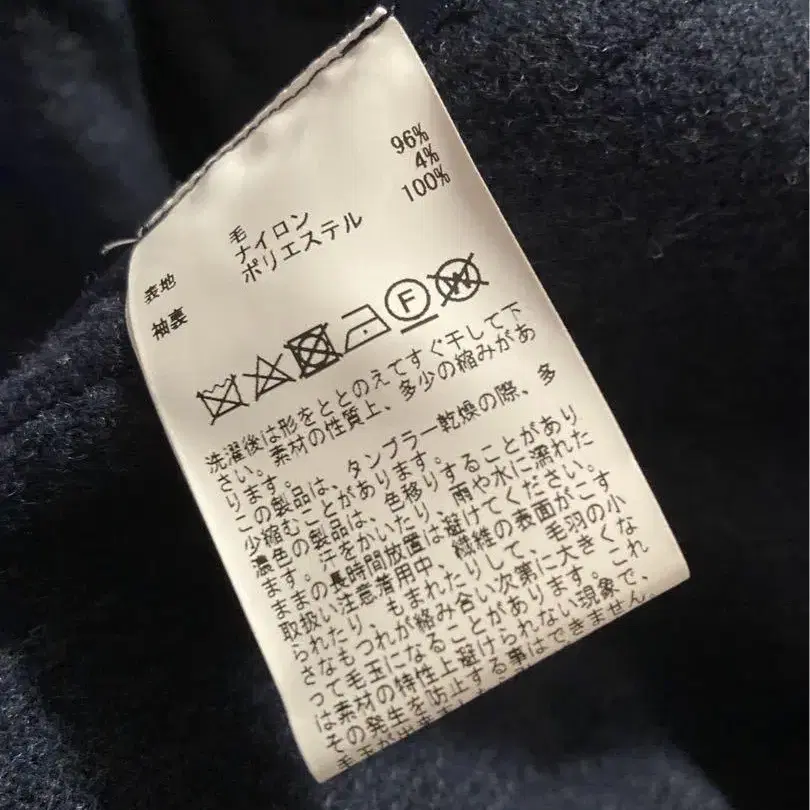 表地 毛 96%
ナイロン 4%
袖裏 ポリエステル 100%
F W
洗濯後は形をととのえてすぐ干して下
さい。素材の性質上、多少の縮みがあ
ります。
この製品は、タンブラー乾燥の際、多
少縮むことがあります。
濃色の製品は、色移りすることがあり
ます。汗をかいたり、雨や水に濡れた
ままの長時間放置は避けてください。
取扱い注意着用中、繊維の表面がこす
られたり、もまれたりして、毛羽の小
さなもつれが絡み合い次第に大きくな
って毛玉になることがあります。これ
は素材の特性上避けられない現象で、
その発生を防止する事はできません。